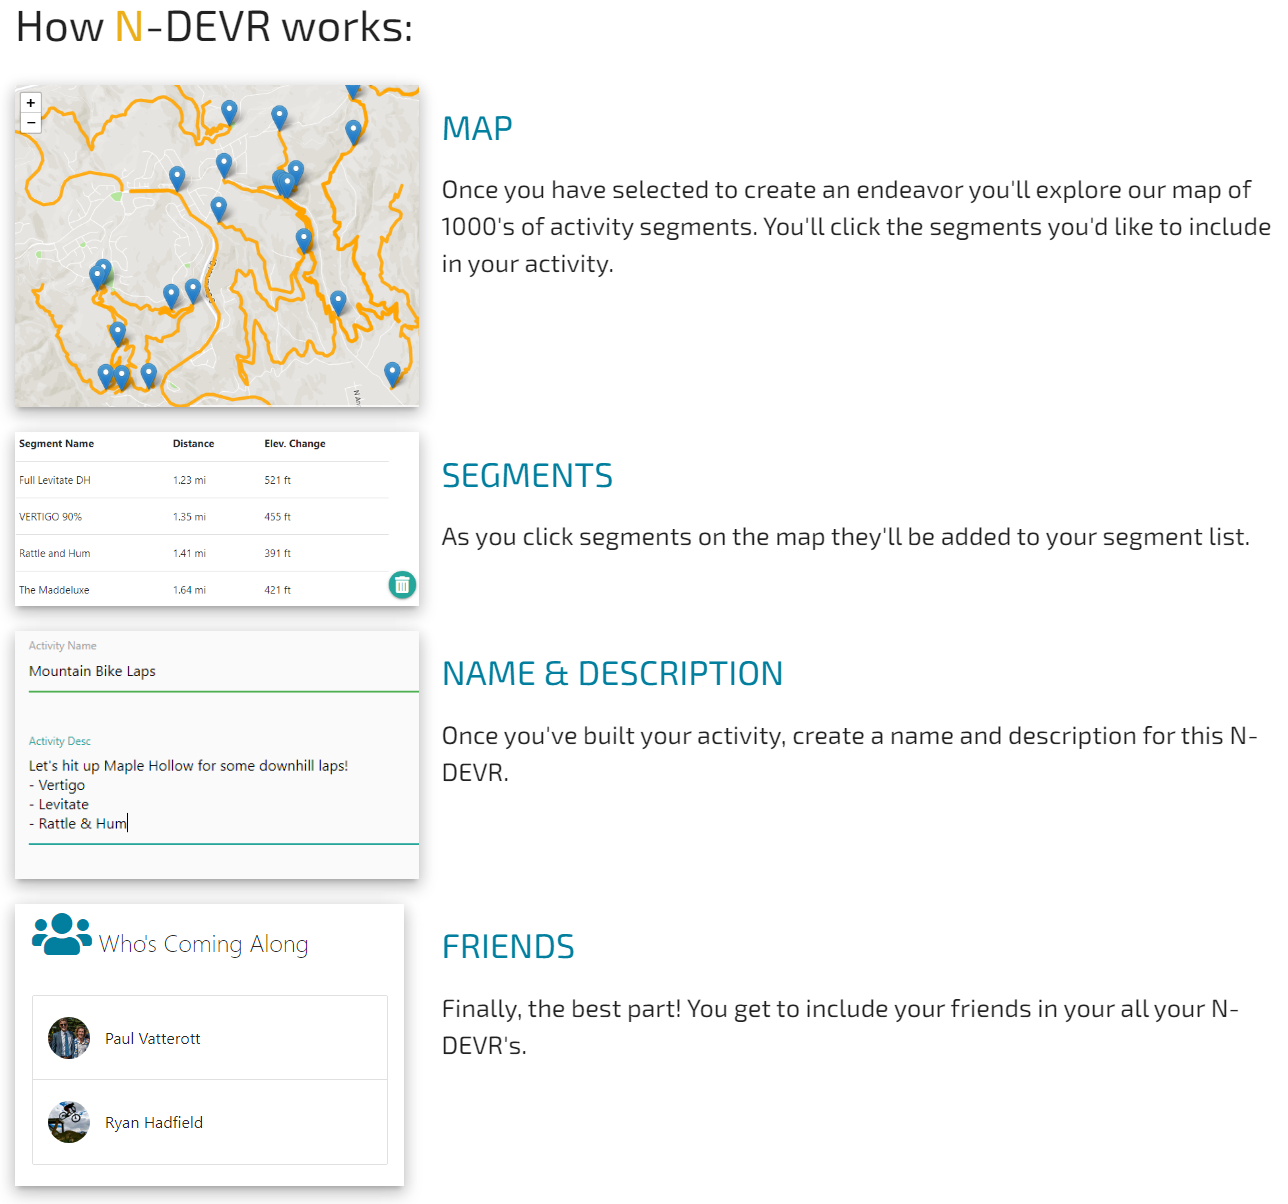 How N-DEVR works:
+
−
MAP
Once you have selected to create an endeavor you'll explore our map of
1000's of activity segments. You'll click the segments you'd like to include
in your activity.
Segment Name Distance Elev. Change
Full Levitate DH 1.23 mi 521 ft
VERTIGO 90% 1.35 mi 455 ft
Rattle and Hum 1.41 mi 391 ft
The Maddeluxe 1.64 mi 421 ft
SEGMENTS
As you click segments on the map they'll be added to your segment list.
Activity Name
Mountain Bike Laps
Activity Desc
Let's hit up Maple Hollow for some downhill laps!
- Vertigo
- Levitate
- Rattle & Hum
NAME & DESCRIPTION
Once you've built your activity, create a name and description for this N-
DEVR.
Who's Coming Along
Paul Vatterott
Ryan Hadfield
FRIENDS
Finally, the best part! You get to include your friends in your all your N-
DEVR's.